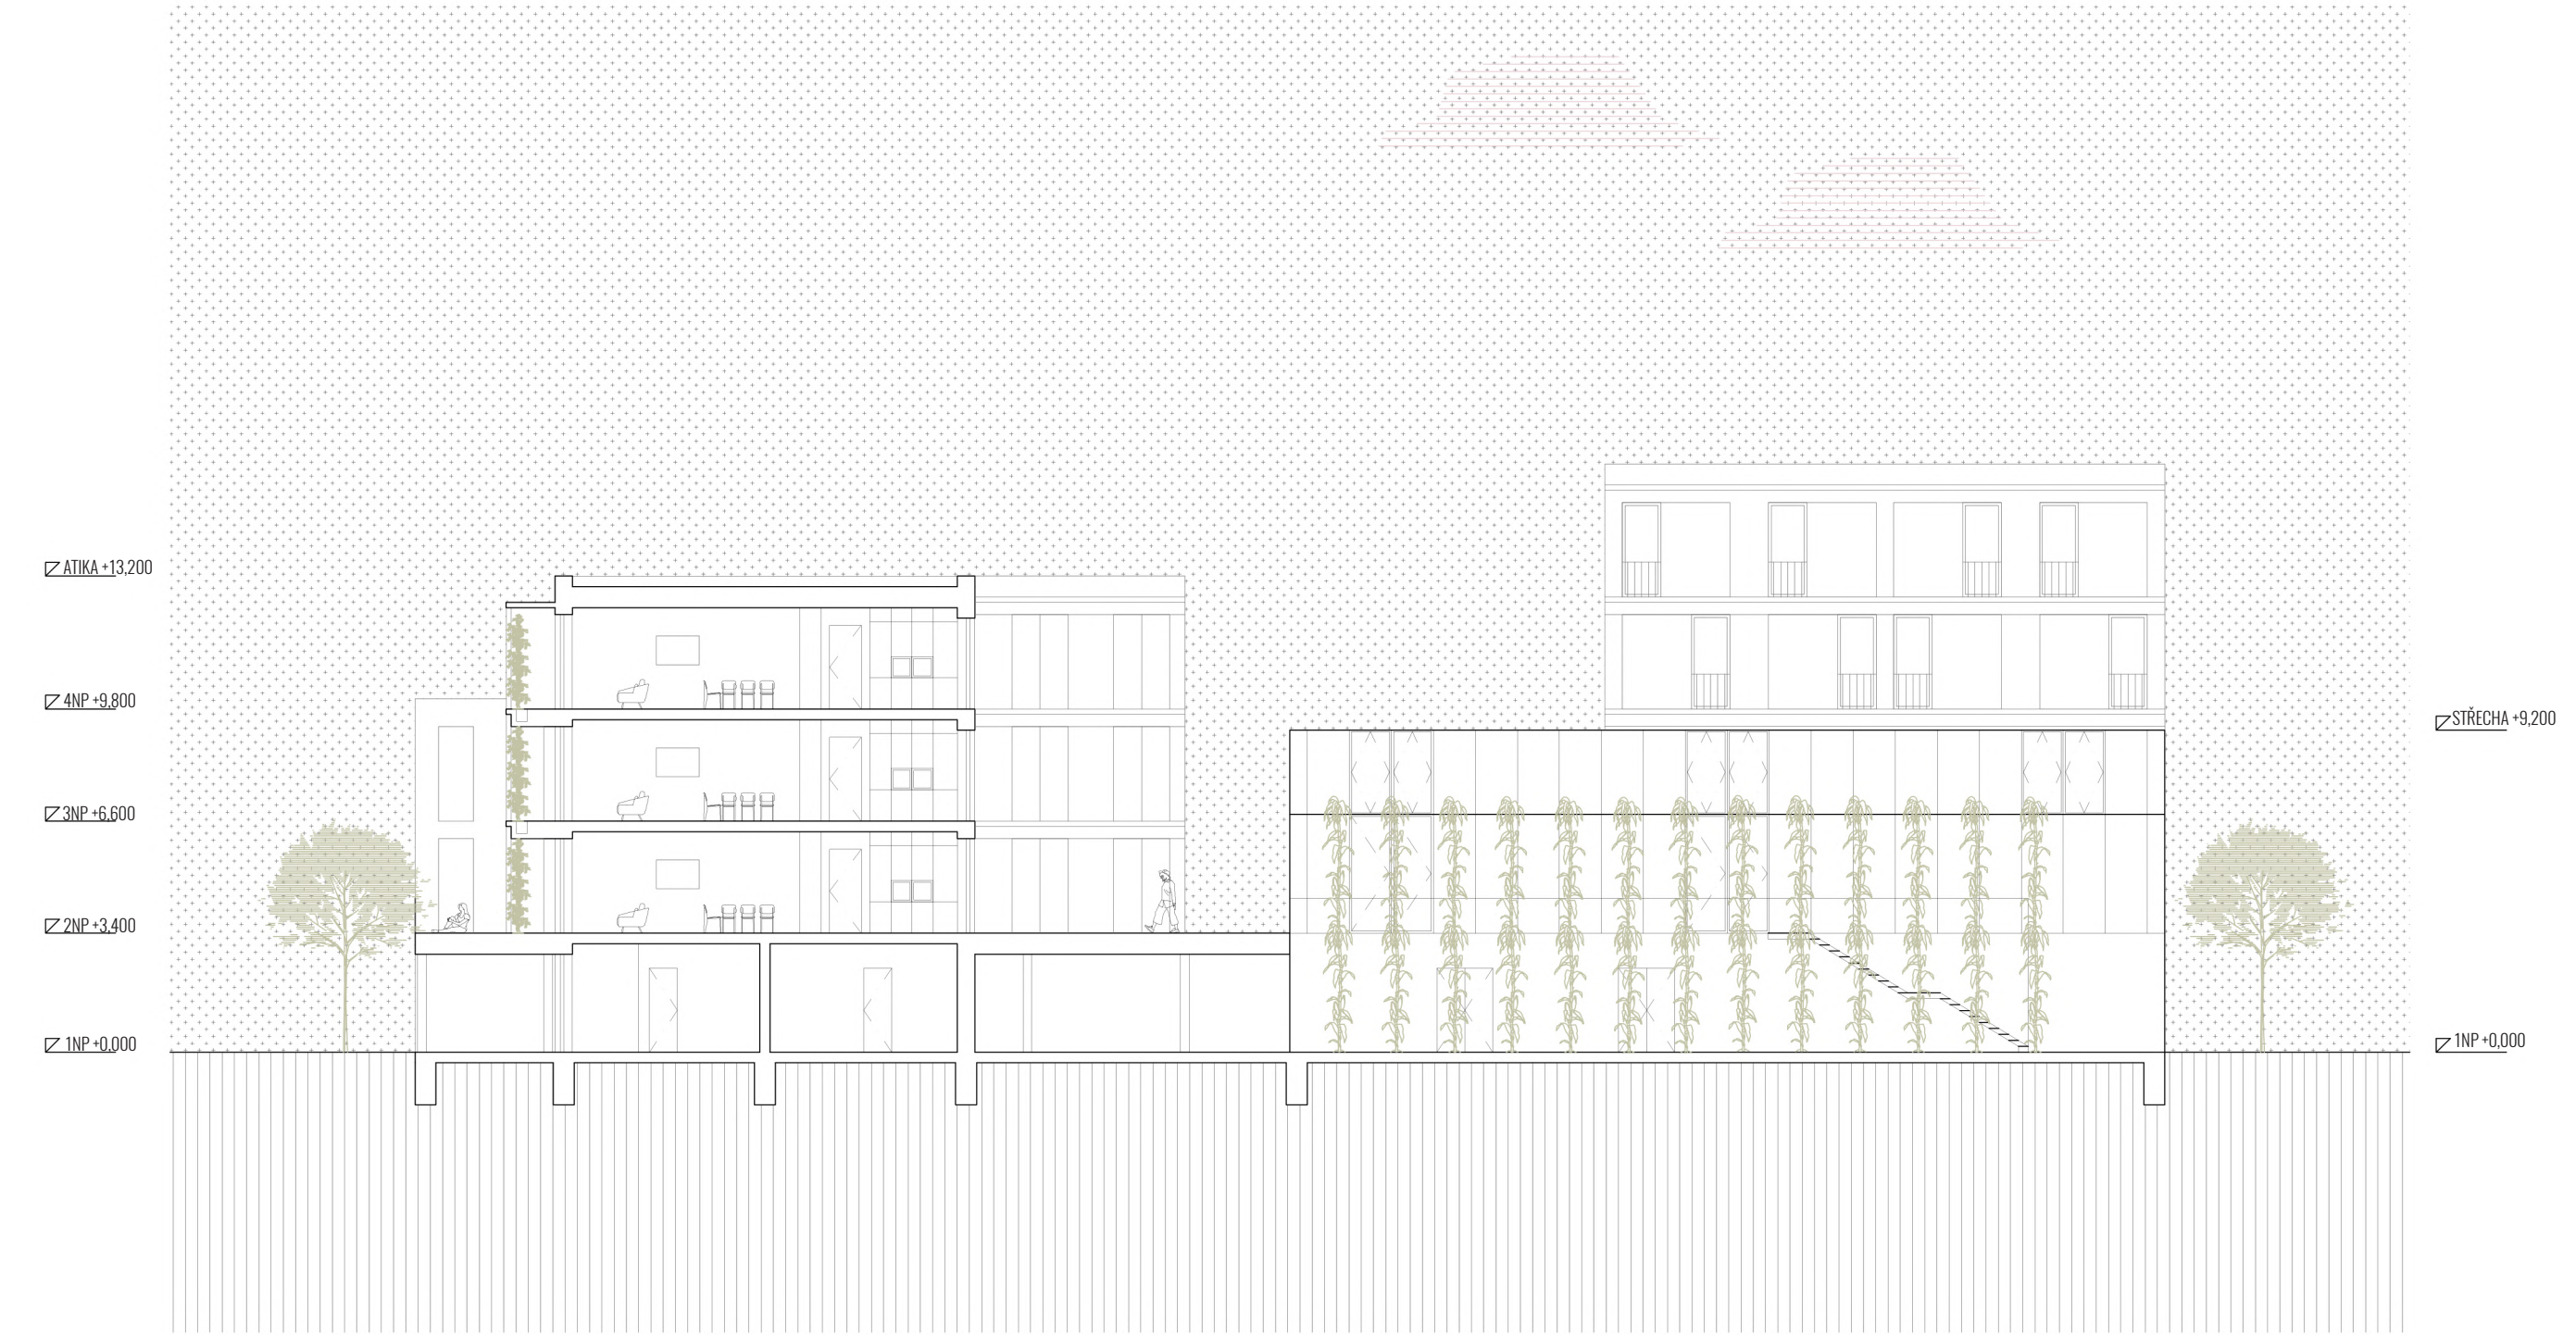 ATIKA +13,200
4NP +9,800
STŘECHA +9,200
3NP +6,600
2NP +3,400
1NP +0,000
1NP +0,000